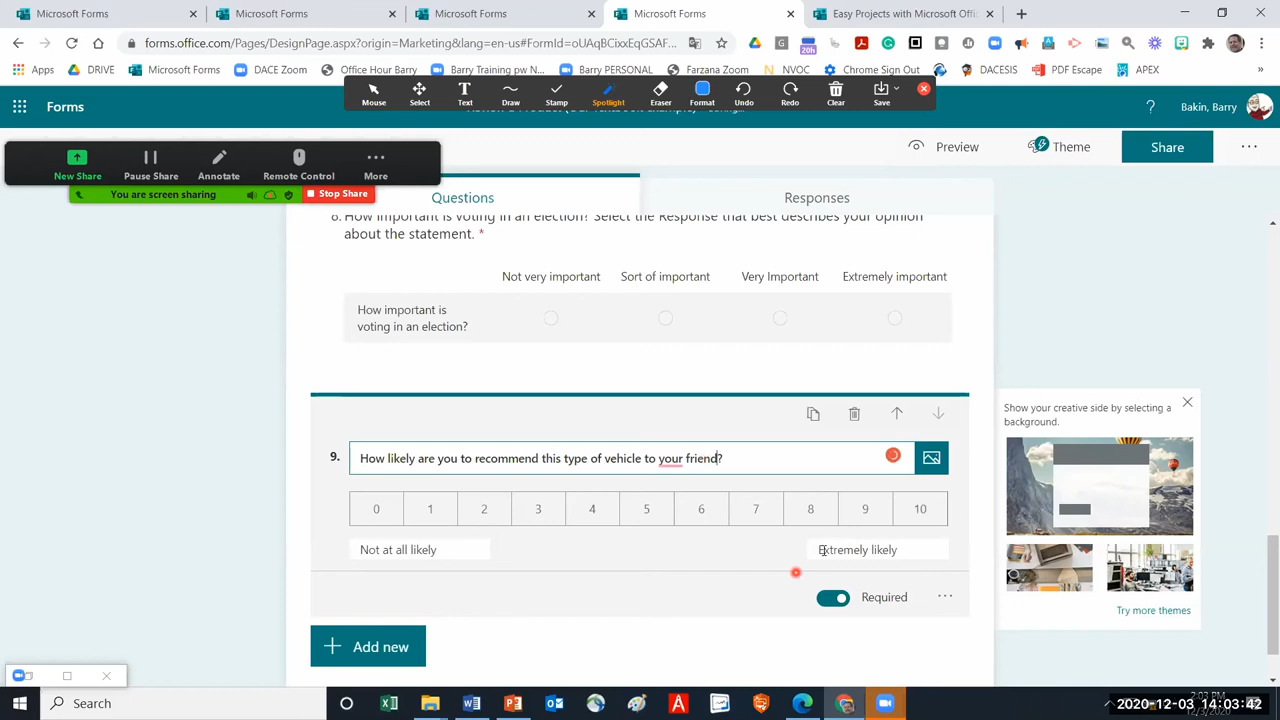 Microsoft Forms
Microsoft Forms
Microsoft Forms
Microsoft Forms
Easy Projects with Microsoft Offic
forms.office.com/Pages/DesignPage.aspx?origin=Marketing&lang=en-us#FormId=oUAqBCixxEqGSAF...
20h
Apps
DRIVE
Microsoft Forms
DACE Zoom
Office Hour Barry
Barry Training pw N...
Barry PERSONAL
Farzana Zoom
NVOC
Chrome Sign Out
DACESIS
PDF Escape
APEX
Mouse
Select
Text
Draw
Stamp
Spotlight
Eraser
Format
Undo
Redo
Clear
Save
Forms
?
Bakin, Barry
New Share
Pause Share
Annotate
Remote Control
More
You are screen sharing
Stop Share
Preview
Theme
Share
Questions
Responses
8. How important is voting in an election? Select the Response that best describes your opinion
about the statement. *
Not very important
Sort of important
Very Important
Extremely important
How important is
voting in an election?
Show your creative side by selecting a
background.
9.
How likely are you to recommend this type of vehicle to your friend?
0 1 2 3 4 5 6 7 8 9 10
Not at all likely
Extremely likely
Required
Try more themes
Add new
Search
2:03 PM
2020-12-03 14:03:42
12/3/2020